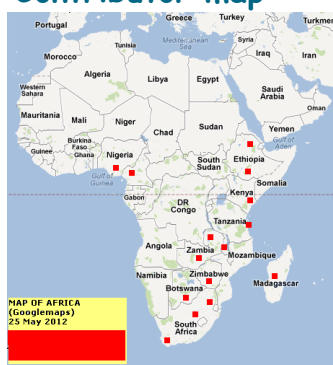 Contributor map
Greece
Turkey
Turkme
Portugal
Mediterranean
Sea
Tunisia
Syria
Iraq
Iran
Morocco
Algeria
Libya
Egypt
Western
Sahara
Saudi
Arabia
Oman
Mauritania
Mali
Niger
Chad
Sudan
Yemen
Gulf of
Aden
Burkina
Faso
Guinea
Ghana
Nigeria
South
Sudan
Ethiopia
Somalia
Gulf of
Guinea
Gabon
DR
Congo
Kenya
Tanzania
Angola
Zambia
Mozambique
Namibia
Zimbabwe
Botswana
Madagascar
South
Africa
MAP OF AFRICA
(Googlemaps)
25 May 2012